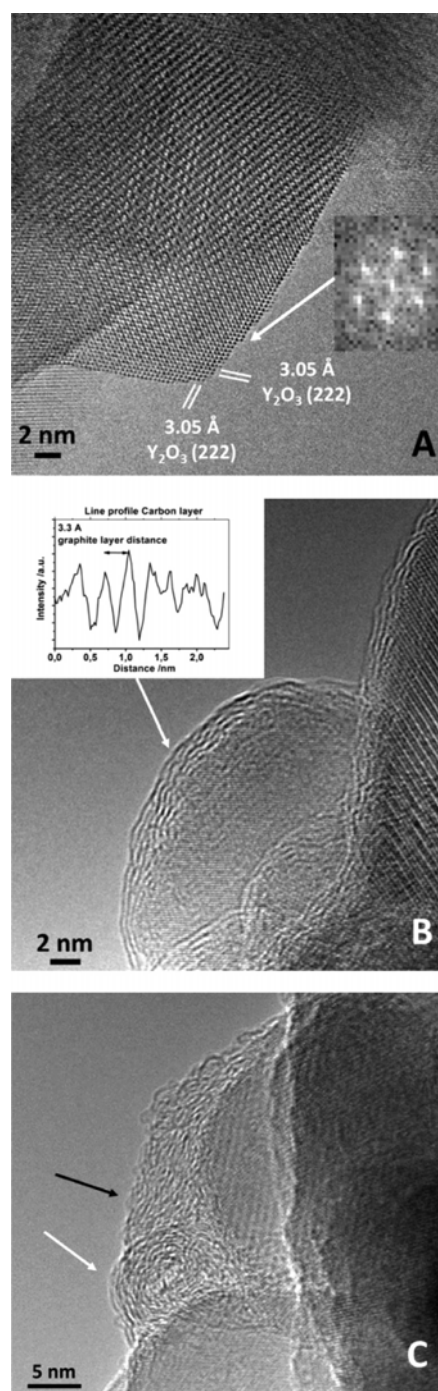 3.05 Å
Y₂O₃ (222)
3.05 Å
Y₂O₃ (222)
2 nm
A
Line profile Carbon layer
3.3 A
graphite layer distance
Intensity /a.u.
0,0 0,5 1,0 1,5 2,0
Distance /nm
2 nm
B
5 nm
C